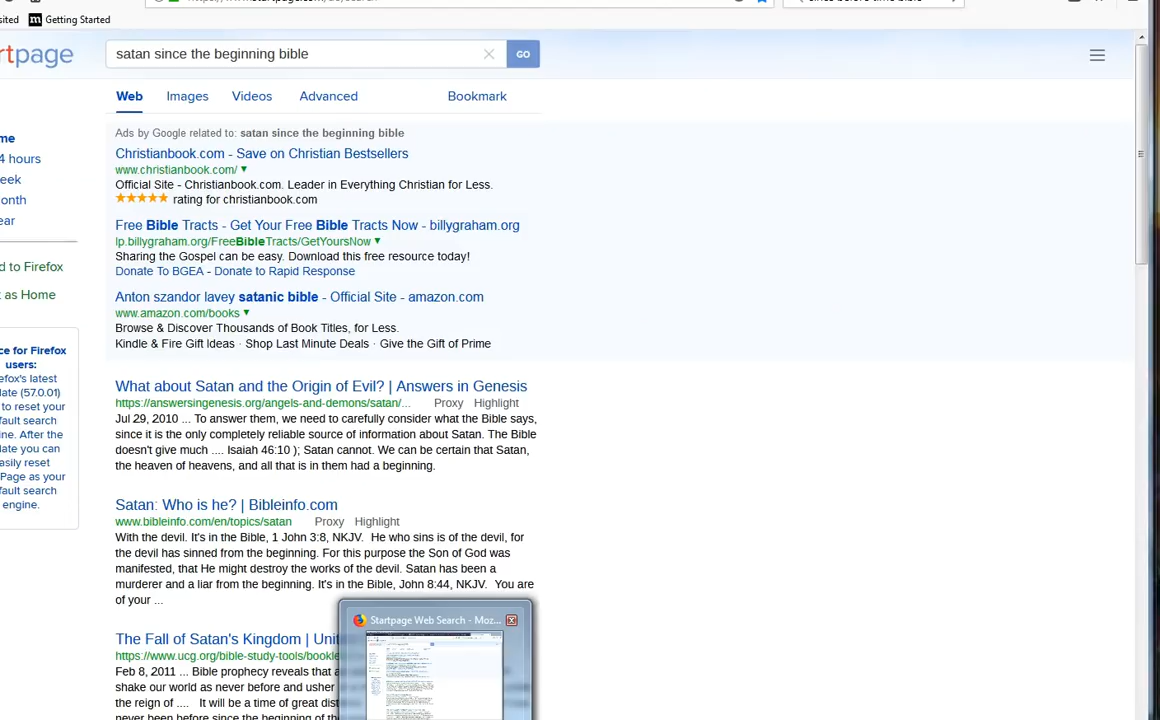 since before time bible
sited Getting Started
rtpage
satan since the beginning bible
GO
Web Images Videos Advanced Bookmark
me
4 hours
eek
onth
ear
d to Firefox
as Home
ce for Firefox
users:
efox's latest
date (57.0.01)
to reset your
fault search
ine. After the
date you can
asily reset
Page as your
fault search
engine.
Ads by Google related to: satan since the beginning bible
Christianbook.com - Save on Christian Bestsellers
www.christianbook.com/
Official Site - Christianbook.com. Leader in Everything Christian for Less.
rating for christianbook.com
Free Bible Tracts - Get Your Free Bible Tracts Now - billygraham.org
lp.billygraham.org/FreeBibleTracts/GetYoursNow
Sharing the Gospel can be easy. Download this free resource today!
Donate To BGEA - Donate to Rapid Response
Anton szandor lavey satanic bible - Official Site - amazon.com
www.amazon.com/books
Browse & Discover Thousands of Book Titles, for Less.
Kindle & Fire Gift Ideas · Shop Last Minute Deals · Give the Gift of Prime
What about Satan and the Origin of Evil? | Answers in Genesis
https://answersingenesis.org/angels-and-demons/satan/... Proxy Highlight
Jul 29, 2010 ... To answer them, we need to carefully consider what the Bible says,
since it is the only completely reliable source of information about Satan. The Bible
doesn't give much .... Isaiah 46:10 ); Satan cannot. We can be certain that Satan,
the heaven of heavens, and all that is in them had a beginning.
Satan: Who is he? | Bibleinfo.com
www.bibleinfo.com/en/topics/satan Proxy Highlight
With the devil. It's in the Bible, 1 John 3:8, NKJV. He who sins is of the devil, for
the devil has sinned from the beginning. For this purpose the Son of God was
manifested, that He might destroy the works of the devil. Satan has been a
murderer and a liar from the beginning. It's in the Bible, John 8:44, NKJV. You are
of your ...
Startpage Web Search - Moz...
The Fall of Satan's Kingdom | Unit
https://www.ucg.org/bible-study-tools/bookle
Feb 8, 2011 ... Bible prophecy reveals that a
shake our world as never before and usher
the reign of .... It will be a time of great dist
never been before since the beginning of the